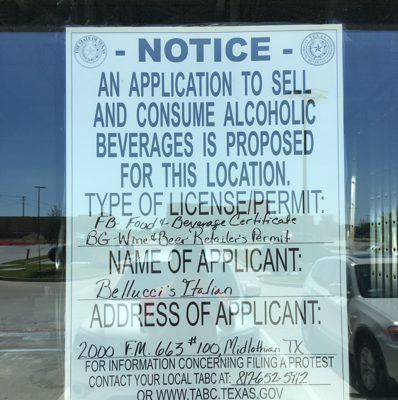 - NOTICE -
AN APPLICATION TO SELL
AND CONSUME ALCOHOLIC
BEVERAGES IS PROPOSED
FOR THIS LOCATION.
TYPE OF LICENSE/PERMIT:
FB - Food & Beverage Certificate
BG - Wine & Beer Retailer's Permit
NAME OF APPLICANT:
Bellucci's Italian
ADDRESS OF APPLICANT:
2000 F.M. 663 #100, Midlothian TX
FOR INFORMATION CONCERNING FILING A PROTEST
CONTACT YOUR LOCAL TABC AT: 817-652-5912
OR WWW.TABC.TEXAS.GOV